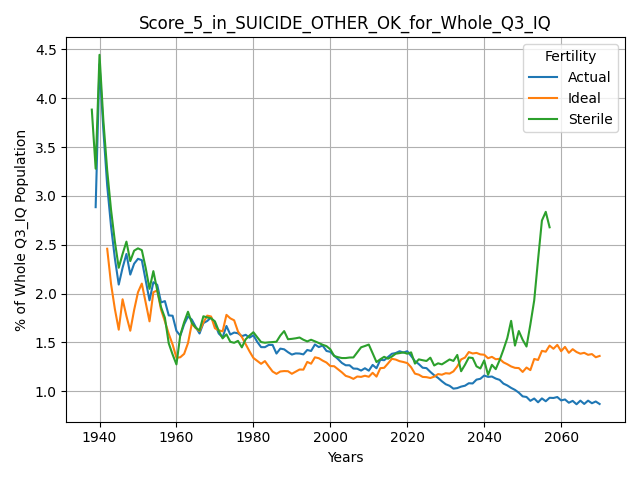 Score_5_in_SUICIDE_OTHER_OK_for_Whole_Q3_IQ
% of Whole Q3_IQ Population
4.5
4.0
3.5
3.0
2.5
2.0
1.5
1.0
Fertility
Actual
Ideal
Sterile
1940 1960 1980 2000 2020 2040 2060
Years